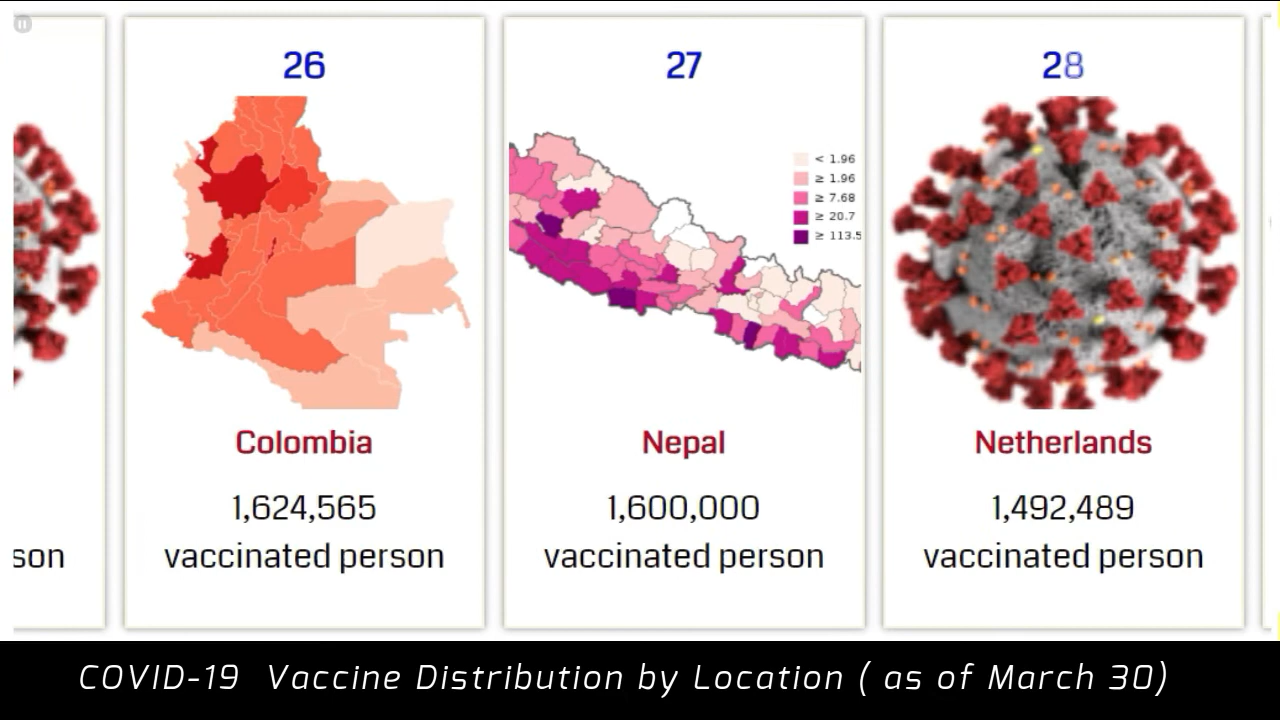 26
27
28
< 1.96
≥ 1.96
≥ 7.68
≥ 20.7
≥ 113.5
Colombia
Nepal
Netherlands
1,624,565
1,600,000
1,492,489
son
vaccinated person
vaccinated person
vaccinated person
COVID-19 Vaccine Distribution by Location ( as of March 30)